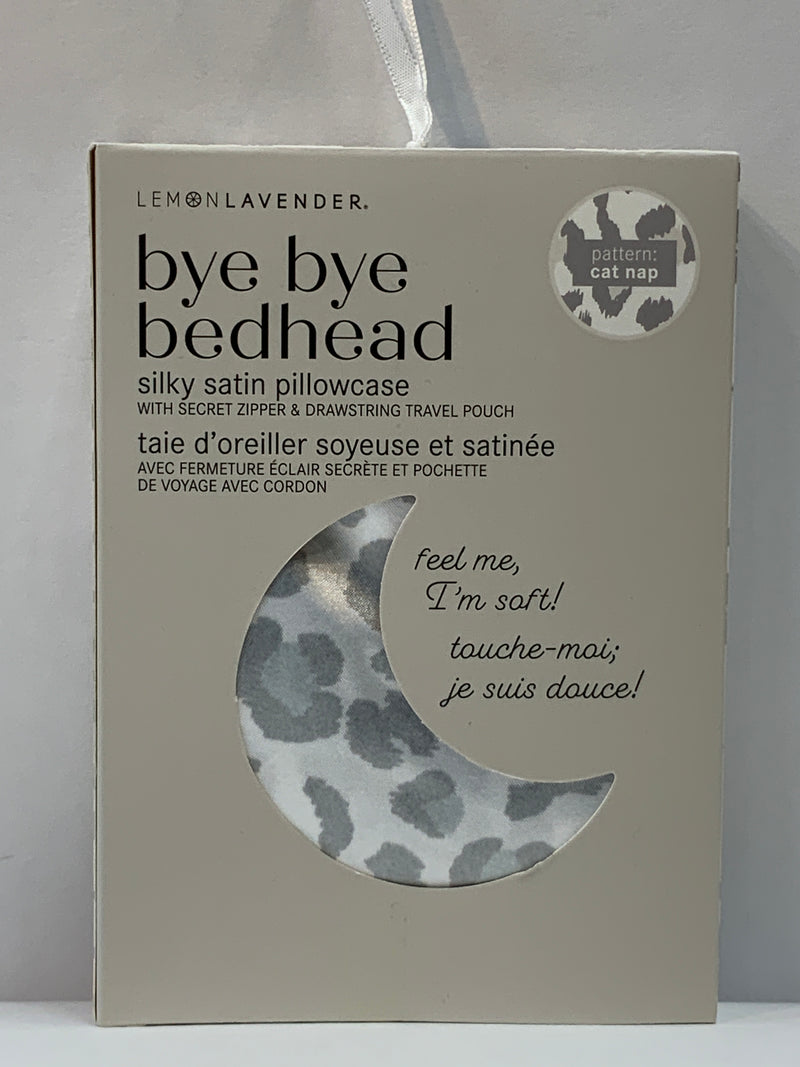 LEMONLAVENDER®
bye bye
bedhead
silky satin pillowcase
WITH SECRET ZIPPER & DRAWSTRING TRAVEL POUCH
taie d'oreiller soyeuse et satinée
AVEC FERMETURE ÉCLAIR SECRÈTE ET POCHETTE
DE VOYAGE AVEC CORDON
pattern:
cat nap
feel me,
I'm soft!
touche-moi;
je suis douce!